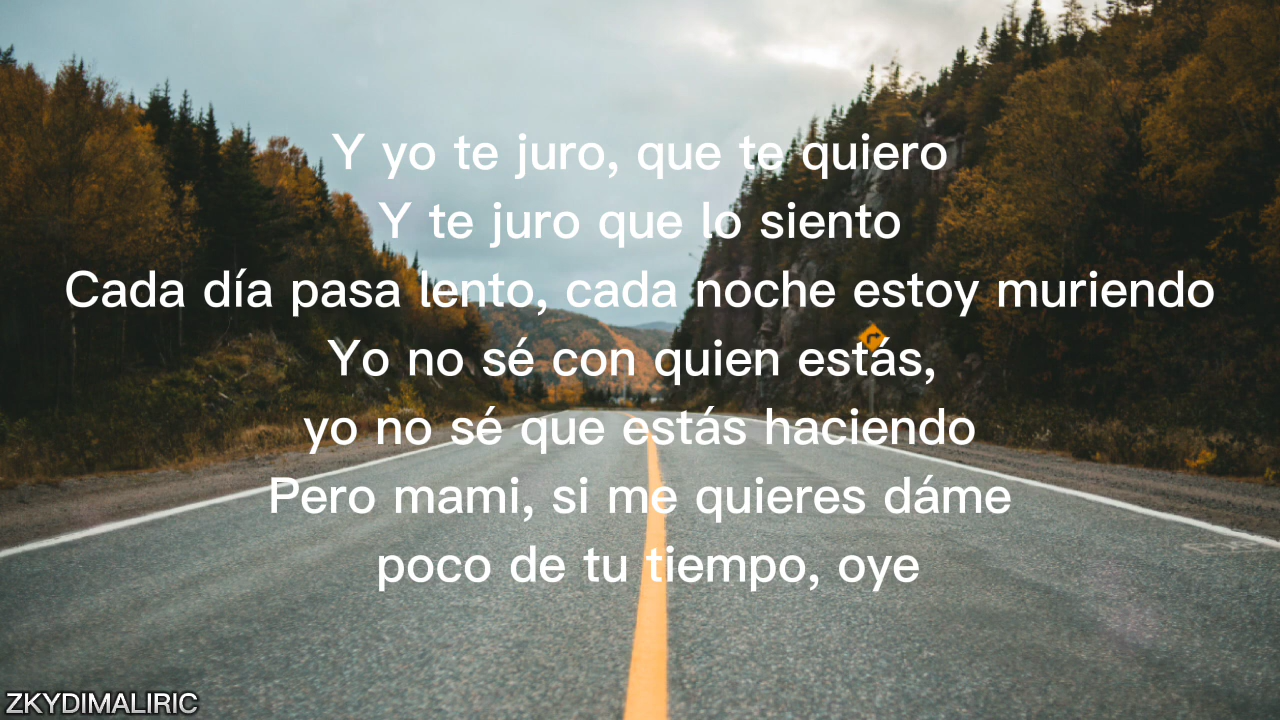 Y yo te juro, que te quiero
Y te juro que lo siento
Cada día pasa lento, cada noche estoy muriendo
Yo no sé con quien estás,
yo no sé que estás haciendo
Pero mami, si me quieres dáme
poco de tu tiempo, oye
ZKYDIMALIRIC